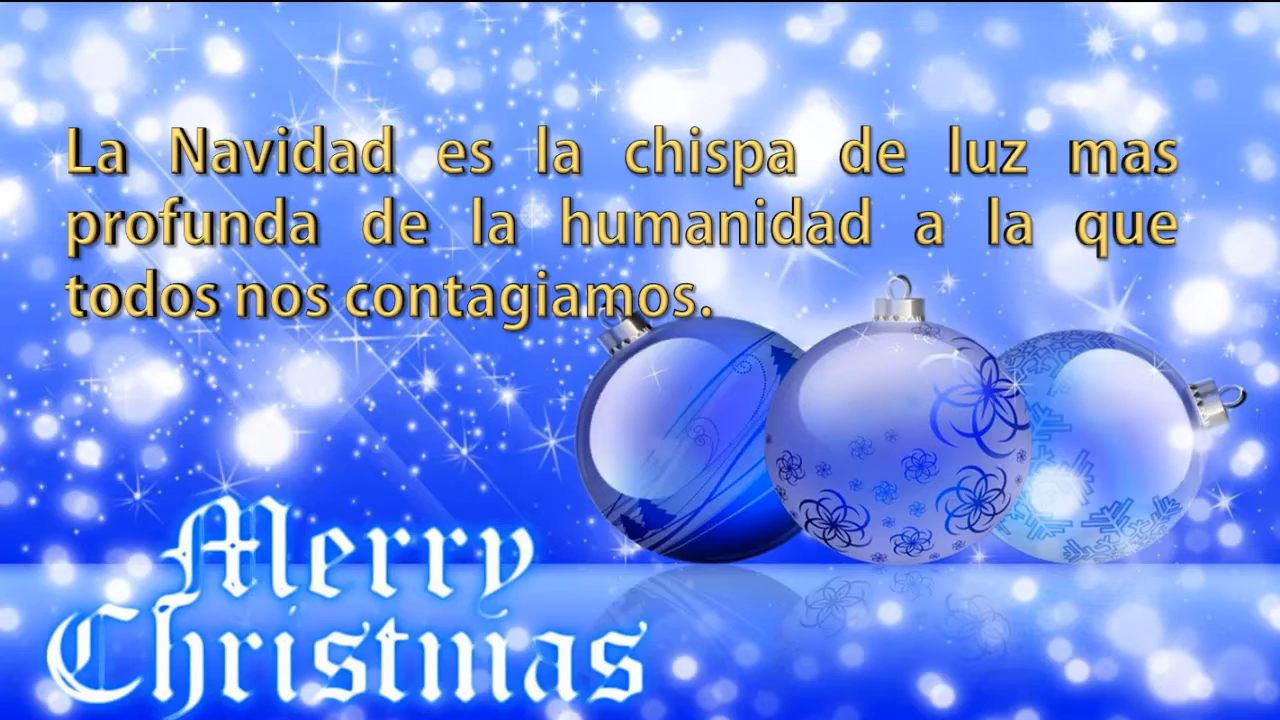 La Navidad es la chispa de luz mas
profunda de la humanidad a la que
todos nos contagiamos.
Merry
Christmas